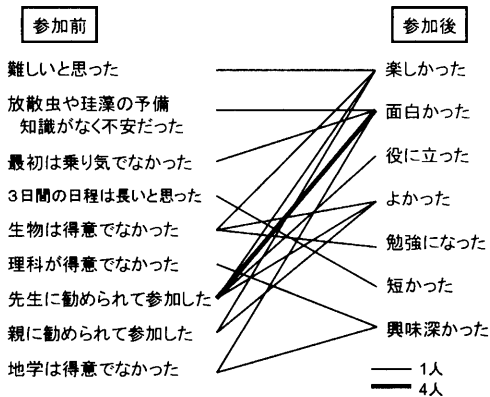 参加前
参加後
難しいと思った
放散虫や珪藻の予備
知識がなく不安だった
最初は乗り気でなかった
３日間の日程は長いと思った
生物は得意でなかった
理科が得意でなかった
先生に勧められて参加した
親に勧められて参加した
地学は得意でなかった
楽しかった
面白かった
役に立った
よかった
勉強になった
短かった
興味深かった
1人
4人